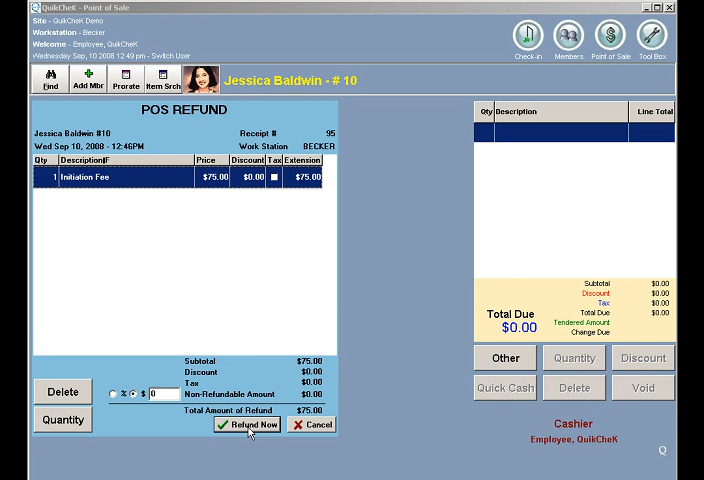 QuikCheK - Point of Sale
Site - QuikCheK Demo
Workstation - Becker
Welcome - Employee, QuikCheK
Wednesday Sep, 10 2008 12:49 pm - Switch User
Check-in Members Point of Sale Tool Box
Find Add Mbr Prorate Item Srch Jessica Baldwin - # 10
POS REFUND
Jessica Baldwin #10 Receipt # 95
Wed Sep 10, 2008 - 12:46PM Work Station BECKER
Qty Description/F Price Discount Tax Extension
1 Initiation Fee $75.00 $0.00 $75.00
Subtotal $75.00
Discount $0.00
Tax $0.00
% $ 0 Non-Refundable Amount $0.00
Total Amount of Refund $75.00
Delete
Quantity
Refund Now Cancel
Qty Description Line Total
Subtotal $0.00
Discount $0.00
Tax $0.00
Total Due $0.00
Tendered Amount
Change Due
Total Due
$0.00
Other Quantity Discount
Quick Cash Delete Void
Cashier
Employee, QuikCheK
Q